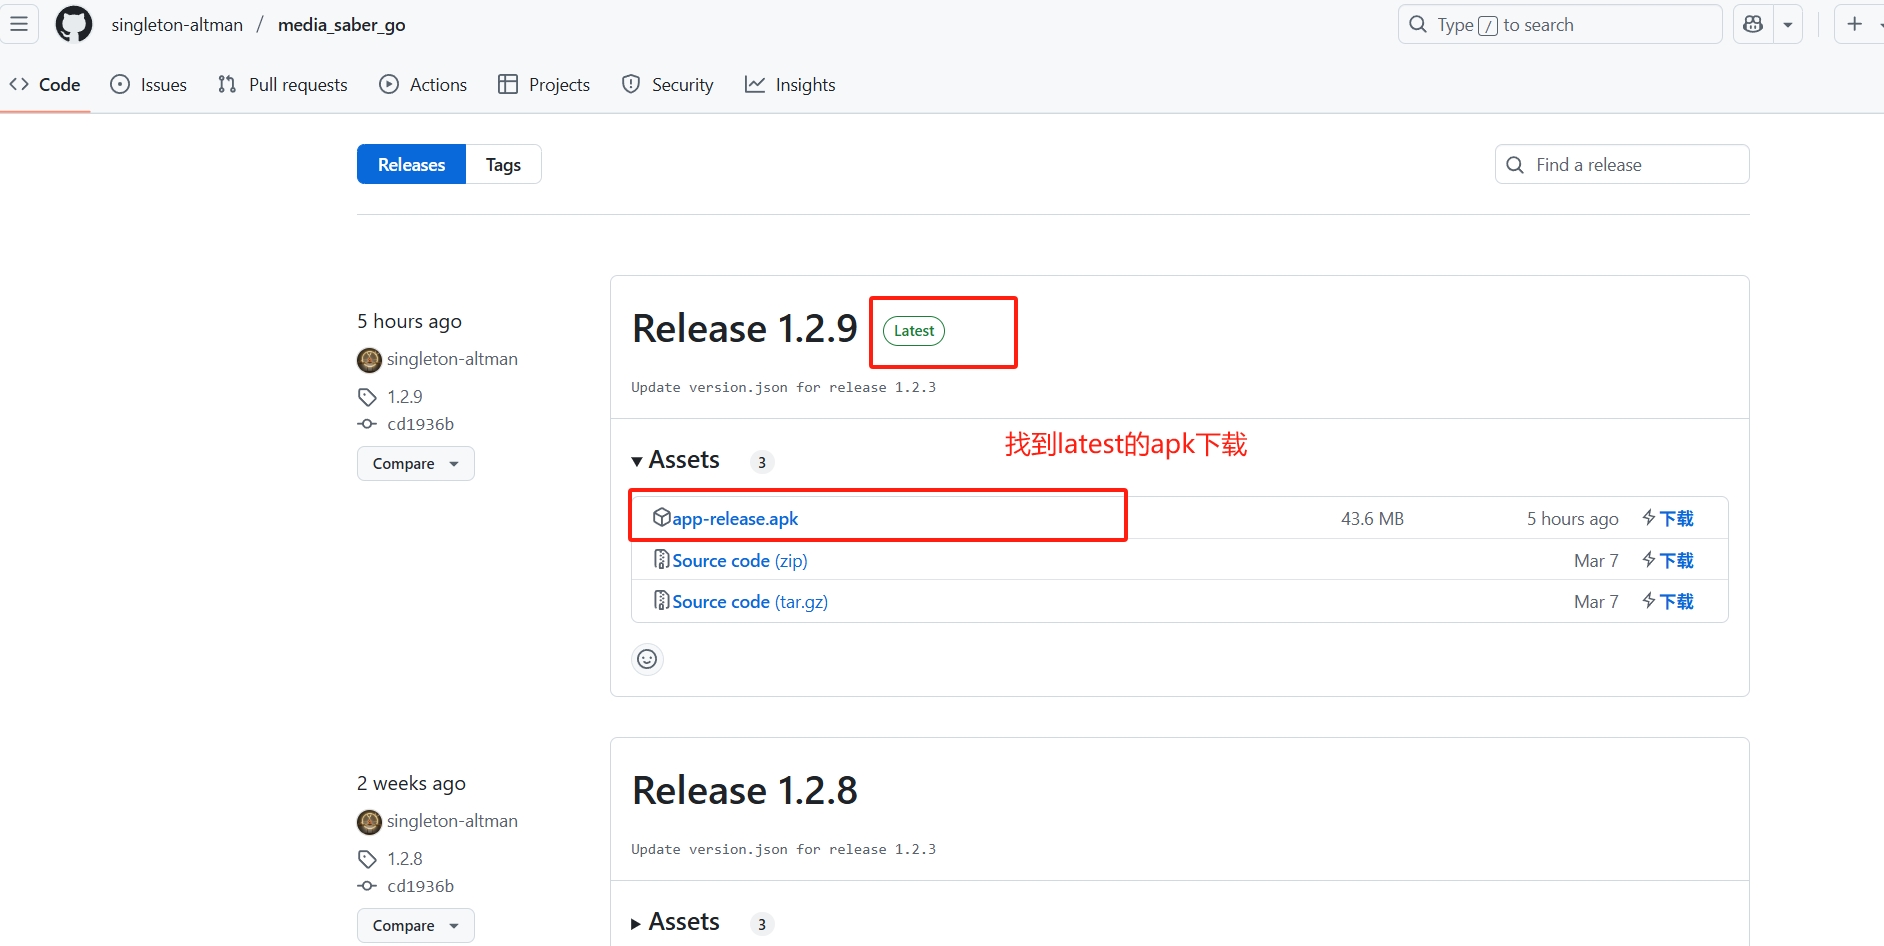 singleton-altman / media_saber_go
Type / to search
Code
Issues
Pull requests
Actions
Projects
Security
Insights
Releases
Tags
Find a release
5 hours ago
singleton-altman
1.2.9
cd1936b
Compare
Release 1.2.9 Latest
Update version.json for release 1.2.3
找到latest的apk下载
Assets 3
app-release.apk 43.6 MB 5 hours ago 下载
Source code (zip) Mar 7 下载
Source code (tar.gz) Mar 7 下载
2 weeks ago
singleton-altman
1.2.8
cd1936b
Compare
Release 1.2.8
Update version.json for release 1.2.3
Assets 3